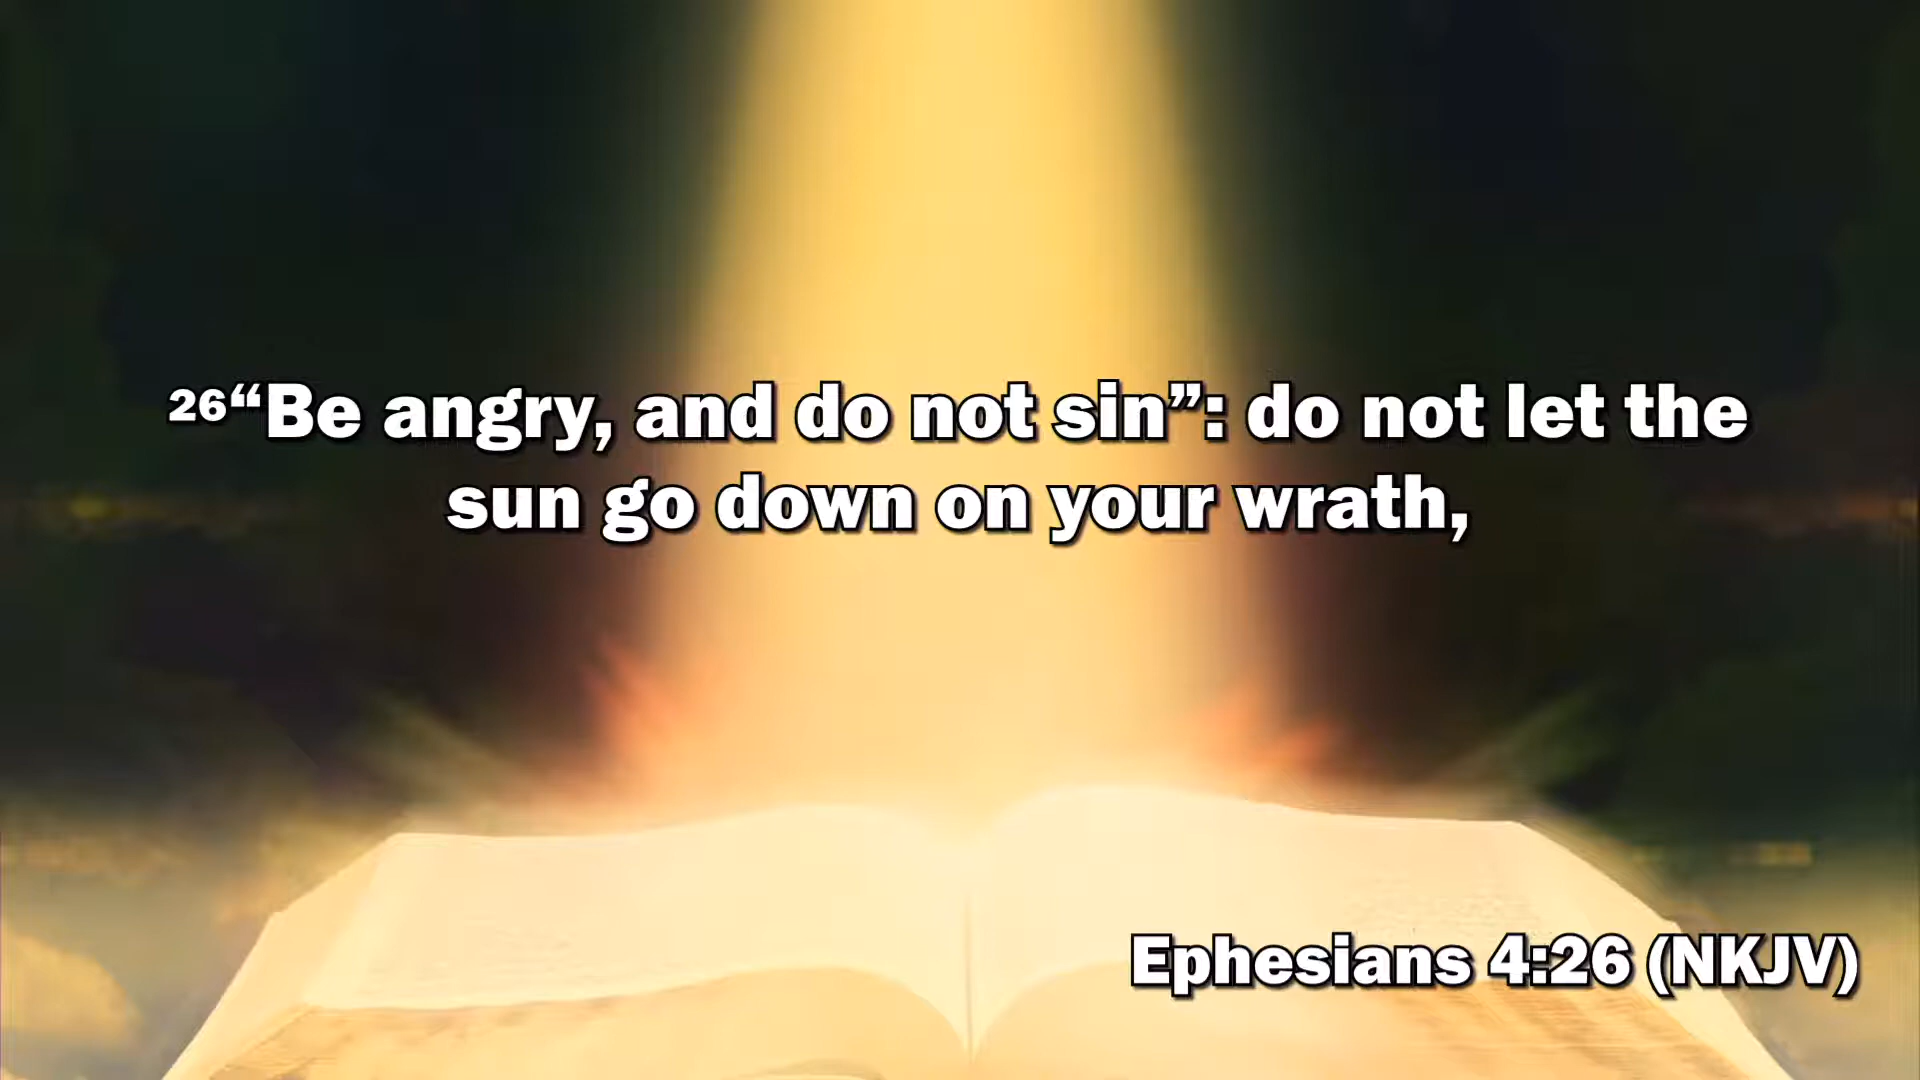 26“Be angry, and do not sin”: do not let the
sun go down on your wrath,
Ephesians 4:26 (NKJV)